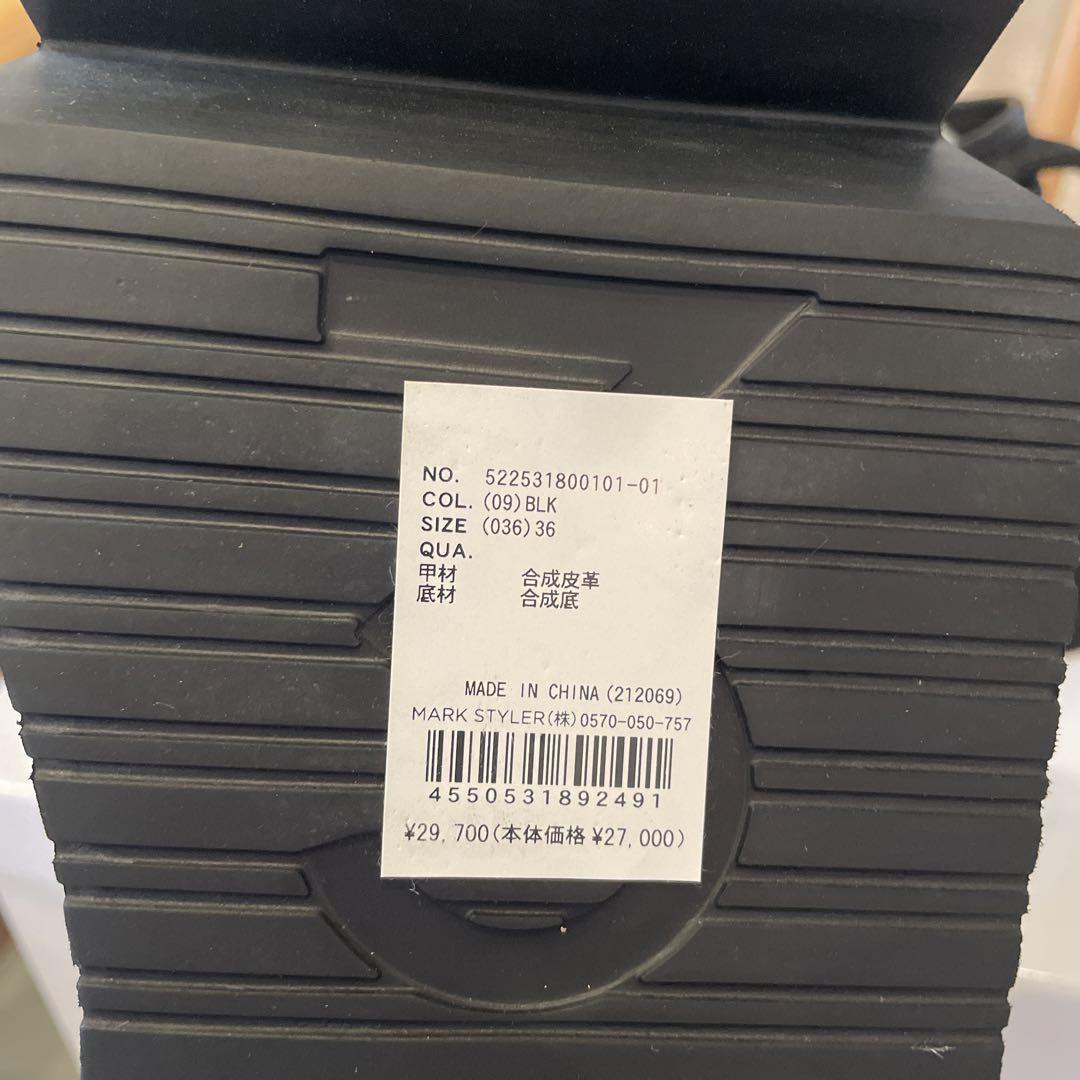 NO. 522531800101-01
COL. (09)BLK
SIZE (036)36
QUA.
甲材 合成皮革
底材 合成底
MADE IN CHINA(212069)
MARK STYLER(株)0570-050-757
4550531892491
¥29,700(本体価格¥27,000)